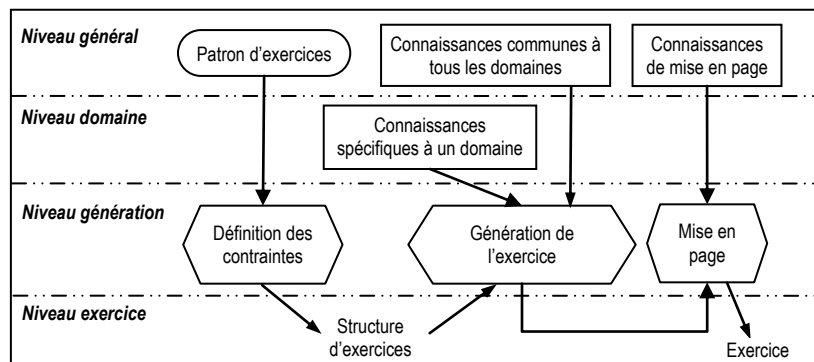 Niveau général
Patron d'exercices
Connaissances communes à
tous les domaines
Connaissances
de mise en page
Niveau domaine
Connaissances
spécifiques à un domaine
Niveau génération
Définition des
contraintes
Génération de
l'exercice
Mise en
page
Niveau exercice
Structure
d'exercices
Exercice